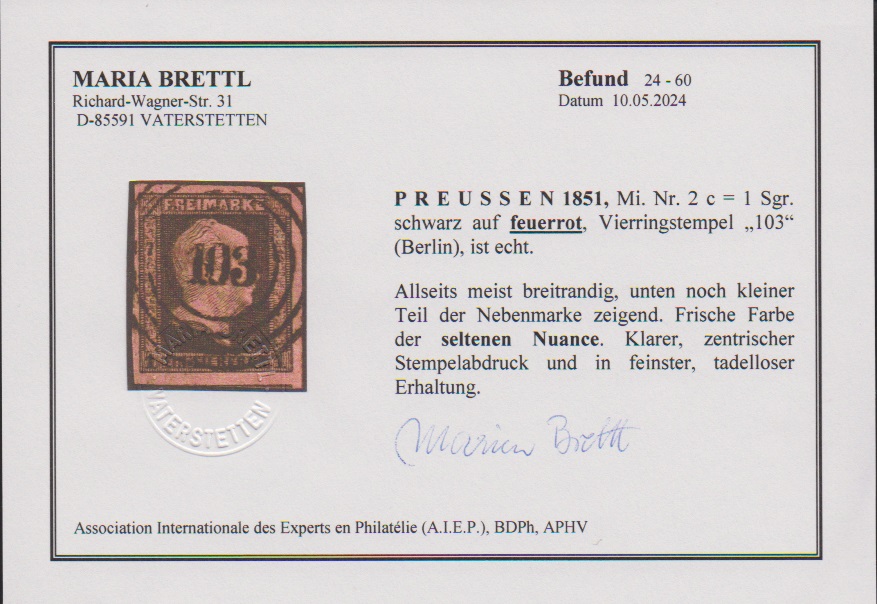 MARIA BRETTL
Richard-Wagner-Str. 31
D-85591 VATERSTETTEN
Befund 24 - 60
Datum 10.05.2024
FREIMARKE
103
VATERSTETTEN
P R E U S S E N 1851, Mi. Nr. 2 c = 1 Sgr.
schwarz auf feuerrot, Vierringstempel „103“
(Berlin), ist echt.
Allseits meist breitrandig, unten noch kleiner
Teil der Nebenmarke zeigend. Frische Farbe
der seltenen Nuance. Klarer, zentrischer
Stempelabdruck und in feinster, tadelloser
Erhaltung.
Association Internationale des Experts en Philatélie (A.I.E.P.), BDPh, APHV